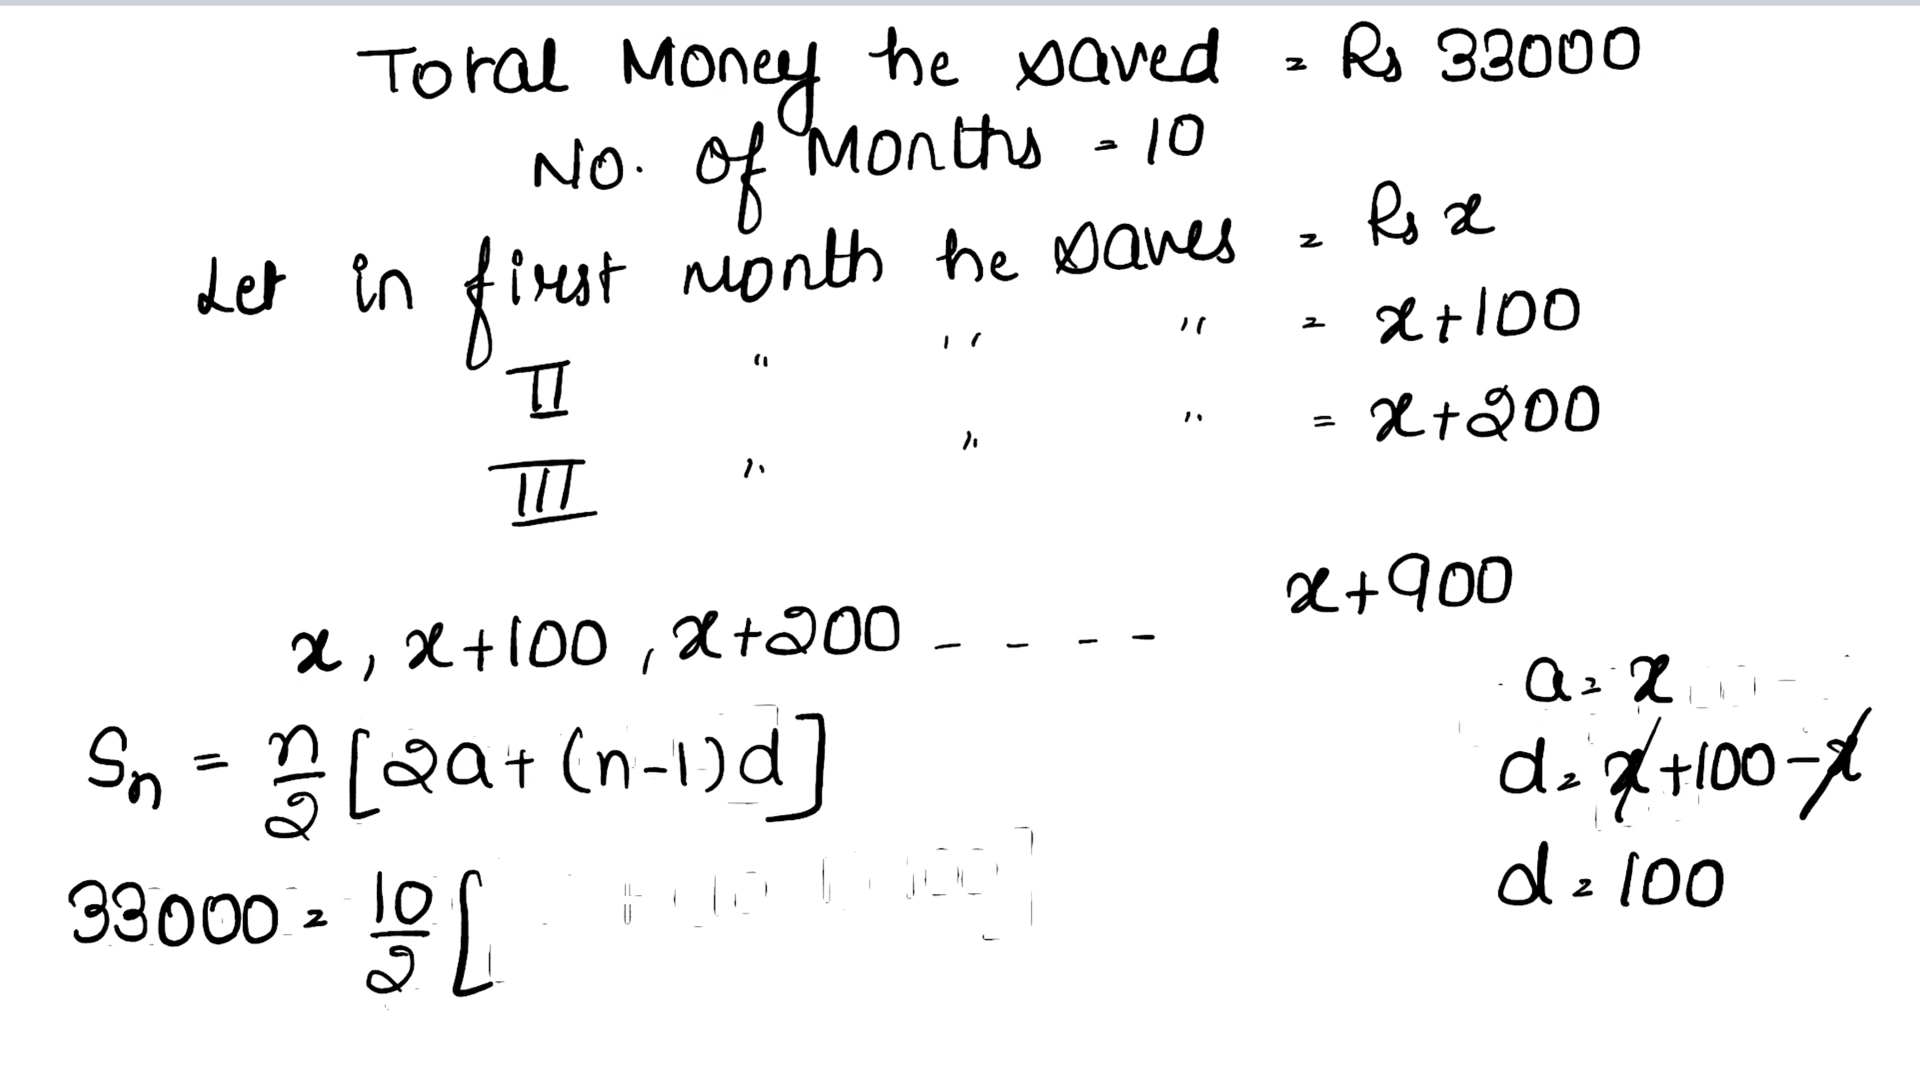 Total Money he saved = Rs 33000
No. of Months = 10
Let in first month he saves = Rs x
II " " " = x+100
III " " " = x+200
x, x+100, x+200 - - - - x+900
a = x
Sn = n/2 [2a + (n-1)d]
d = x+100-x
33000 = 10/2 [
d = 100